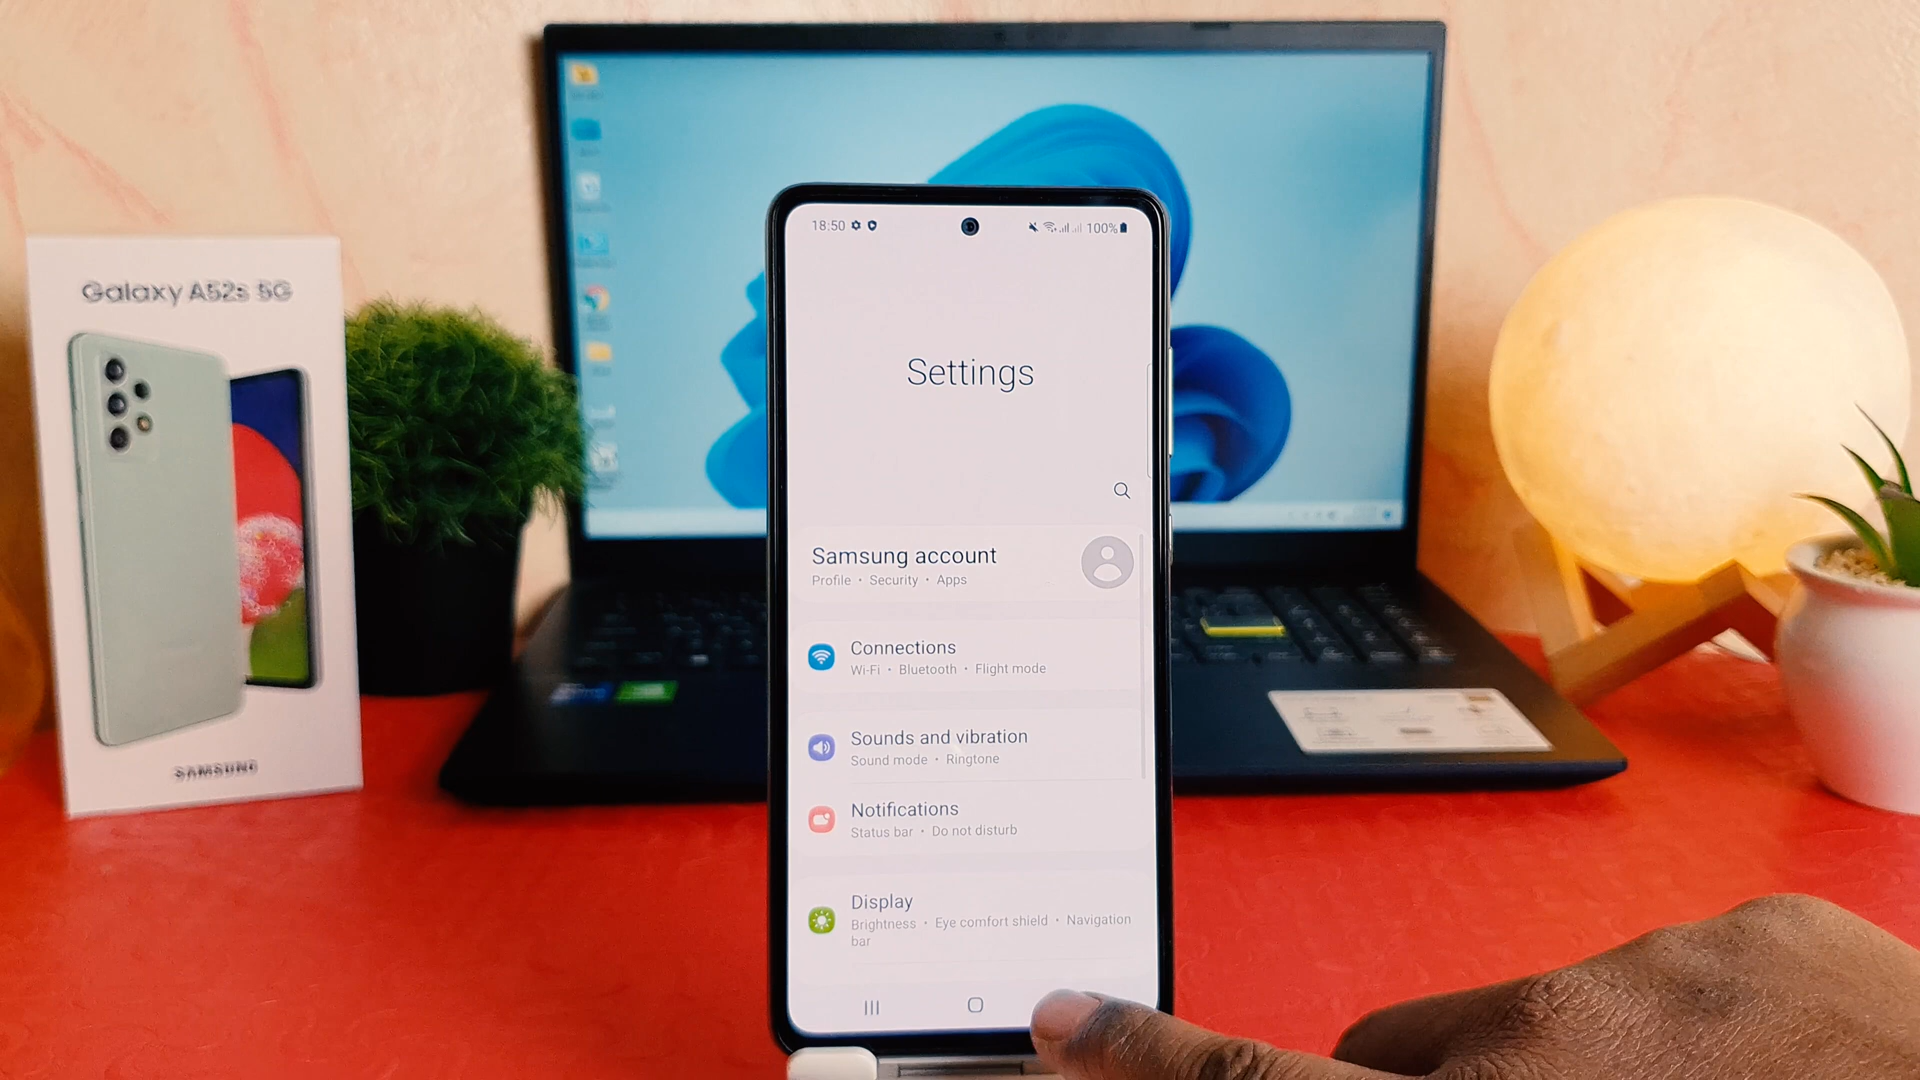 Galaxy A52s 5G
SAMSUNG
18:50
100%
Settings
Samsung account
Profile • Security • Apps
Connections
Wi-Fi • Bluetooth • Flight mode
Sounds and vibration
Sound mode • Ringtone
Notifications
Status bar • Do not disturb
Display
Brightness • Eye comfort shield • Navigation
bar